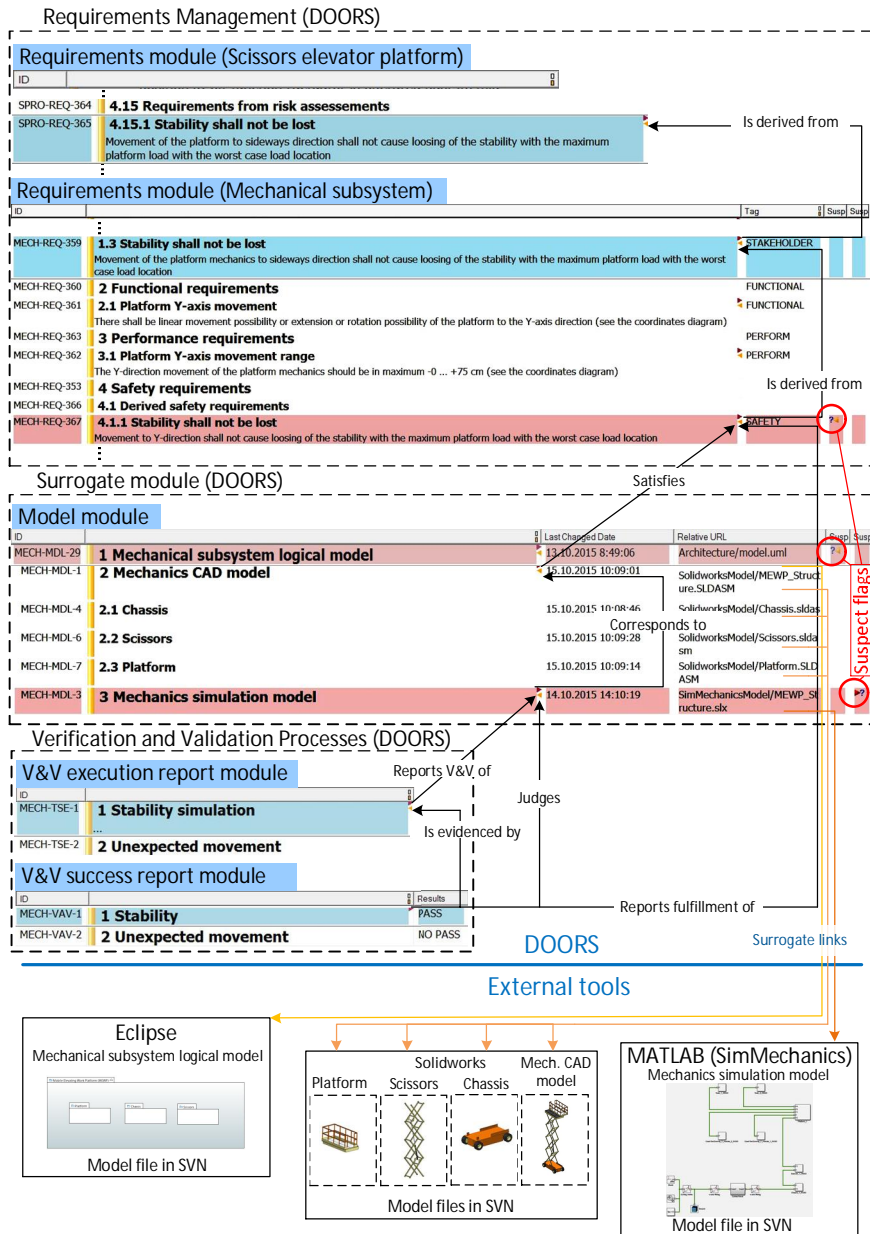 Requirements Management (DOORS)
Requirements module (Scissors elevator platform)
ID
SPRO-REQ-364 4.15 Requirements from risk assessements
SPRO-REQ-365 4.15.1 Stability shall not be lost
Movement of the platform to sideways direction shall not cause loosing of the stability with the maximum
platform load with the worst case load location
Is derived from
Requirements module (Mechanical subsystem)
ID Tag Susp Susp
MECH-REQ-359 1.3 Stability shall not be lost STAKEHOLDER
Movement of the platform mechanics to sideways direction shall not cause loosing of the stability with the maximum platform load with the worst
case load location
MECH-REQ-360 2 Functional requirements FUNCTIONAL
MECH-REQ-361 2.1 Platform Y-axis movement FUNCTIONAL
There shall be linear movement possibility or extension or rotation possibility of the platform to the Y-axis direction (see the coordinates diagram)
MECH-REQ-363 3 Performance requirements PERFORM
MECH-REQ-362 3.1 Platform Y-axis movement range PERFORM
The Y-direction movement of the platform mechanics should be in maximum -0 ... +75 cm (see the coordinates diagram)
MECH-REQ-353 4 Safety requirements
Is derived from
MECH-REQ-366 4.1 Derived safety requirements
MECH-REQ-367 4.1.1 Stability shall not be lost SAFETY ?
Movement to Y-direction shall not cause loosing of the stability with the maximum platform load with the worst case load location
Surrogate module (DOORS)
Satisfies
Model module
ID Last Changed Date Relative URL Susp Susp
MECH-MDL-29 1 Mechanical subsystem logical model 13.10.2015 8:49:06 Architecture/model.uml ?
MECH-MDL-1 2 Mechanics CAD model 15.10.2015 10:09:01 SolidworksModel/MEWP_Struct
ure.SLDASM
MECH-MDL-4 2.1 Chassis 15.10.2015 10:08:46 SolidworksModel/Chassis.sldas
Corresponds to
MECH-MDL-6 2.2 Scissors 15.10.2015 10:09:28 SolidworksModel/Scissors.slda
sm
MECH-MDL-7 2.3 Platform 15.10.2015 10:09:14 SolidworksModel/Platform.SLD
ASM
Suspect flags
MECH-MDL-3 3 Mechanics simulation model 14.10.2015 14:10:19 SimMechanicsModel/MEWP_St
ructure.slx ?
Verification and Validation Processes (DOORS)
V&V execution report module
Reports V&V of
ID
MECH-TSE-1 1 Stability simulation
...
Judges
Is evidenced by
MECH-TSE-2 2 Unexpected movement
V&V success report module
ID Results
MECH-VAV-1 1 Stability PASS
Reports fulfillment of
MECH-VAV-2 2 Unexpected movement NO PASS
DOORS
Surrogate links
External tools
Eclipse
Mechanical subsystem logical model
Model file in SVN
Solidworks
Platform
Scissors
Chassis
Mech. CAD
model
Model files in SVN
MATLAB (SimMechanics)
Mechanics simulation model
Model file in SVN